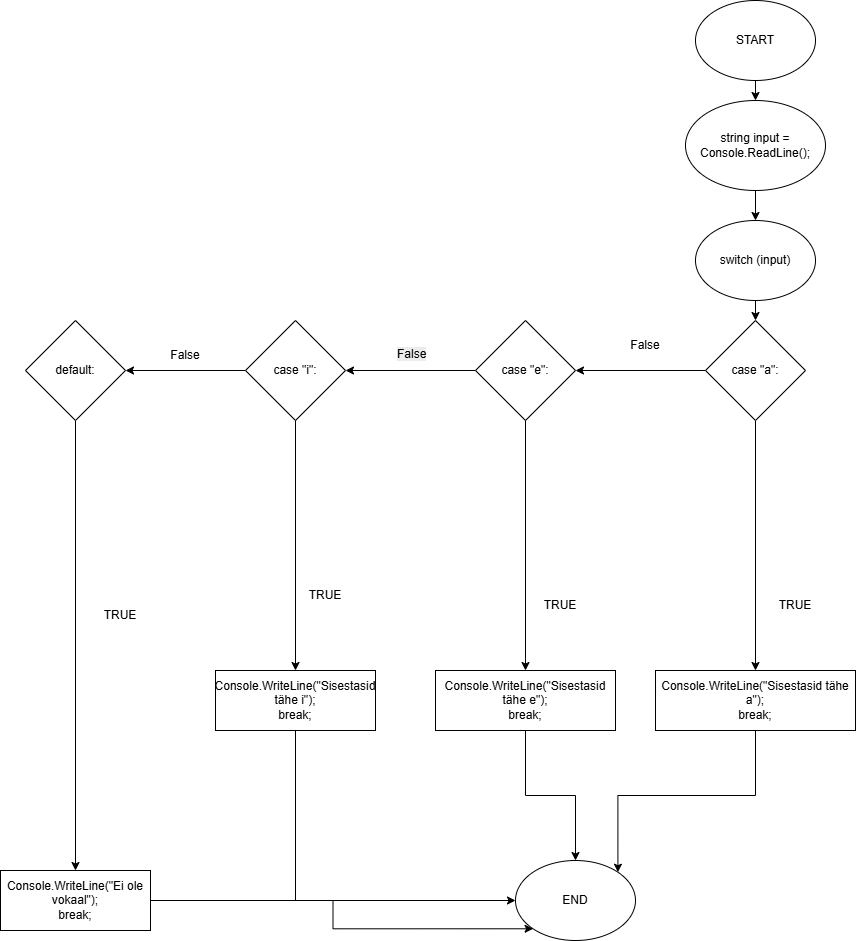 START
string input =
Console.ReadLine();
switch (input)
False
False
False
default:
case "i":
case "e":
case "a":
TRUE
TRUE
TRUE
TRUE
Console.WriteLine("Sisestasid
tähe i");
break;
Console.WriteLine("Sisestasid
tähe e");
break;
Console.WriteLine("Sisestasid tähe
a");
break;
Console.WriteLine("Ei ole
vokaal");
break;
END